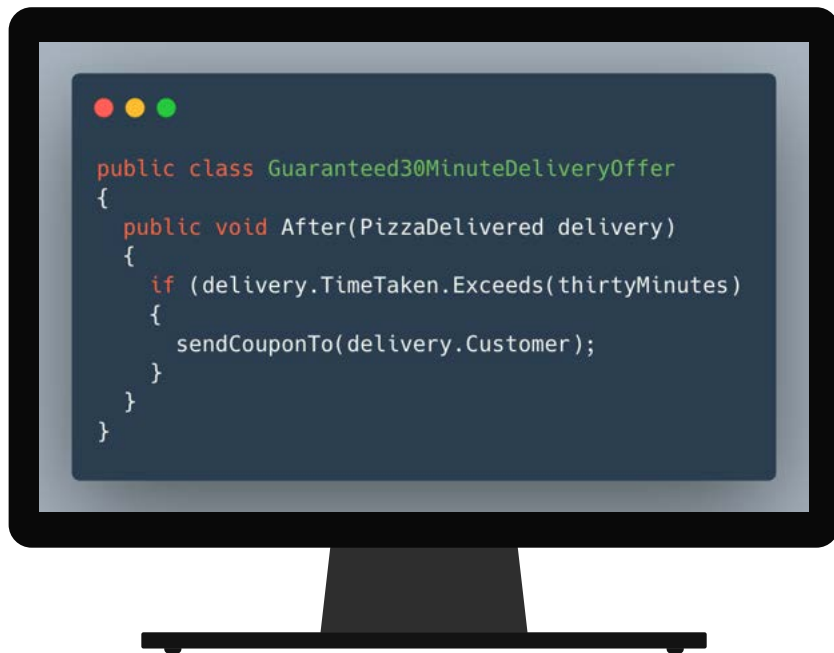 public class Guaranteed30MinuteDeliveryOffer
{
  public void After(PizzaDelivered delivery)
  {
    if (delivery.TimeTaken.Exceeds(thirtyMinutes)
    {
      sendCouponTo(delivery.Customer);
    }
  }
}